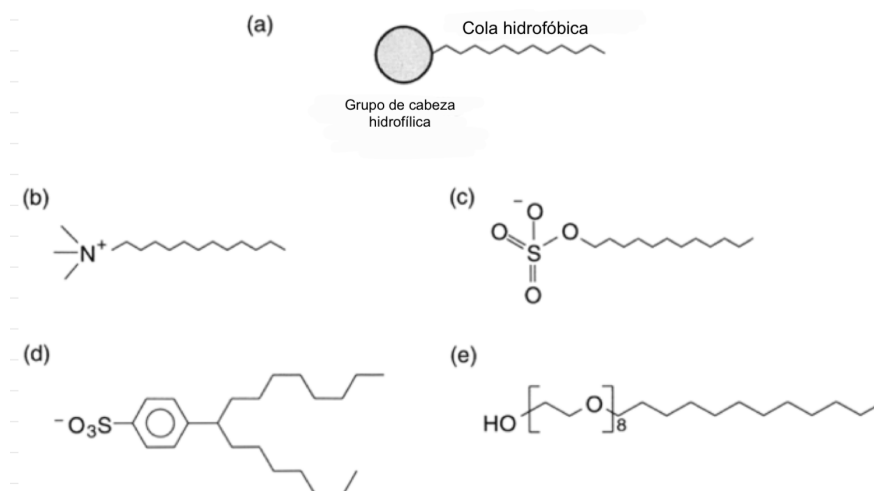 (a)
Cola hidrofóbica
Grupo de cabeza
hidrofílica
(b)
N+
(c)
-
O
O
O
S
O
(d)
- O3S
(e)
HO
O
8